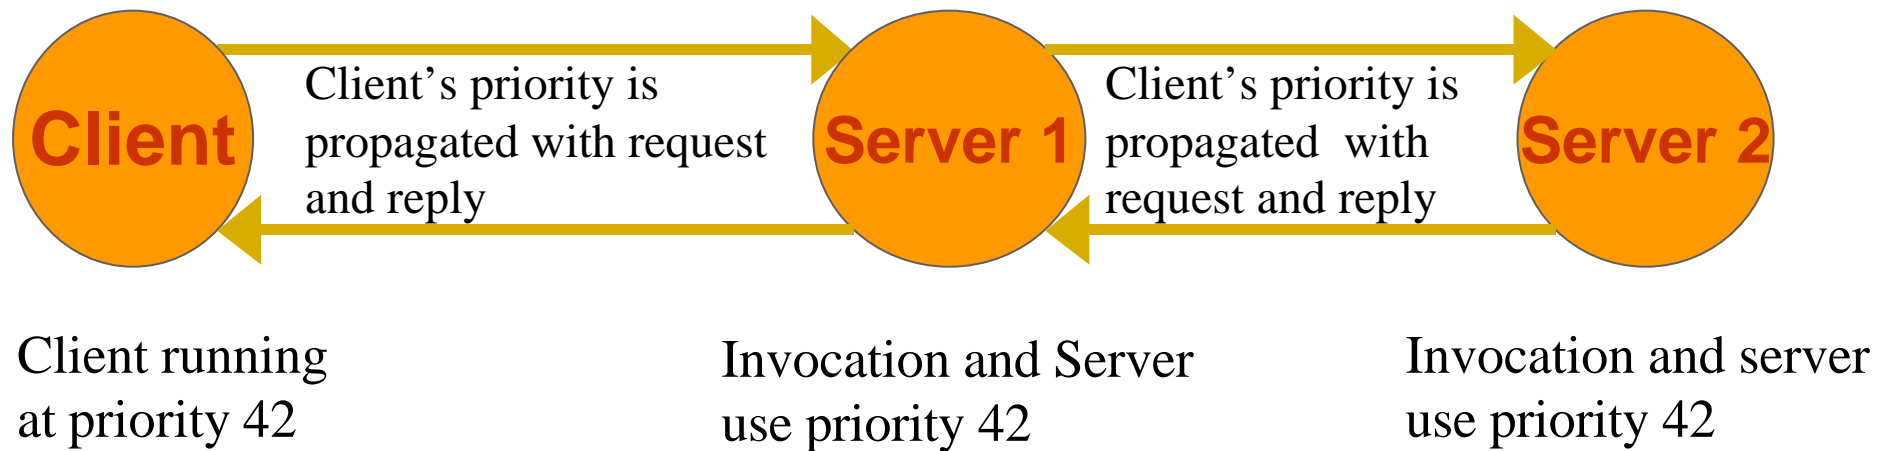 Client
Client’s priority is
propagated with request
and reply
Server 1
Client’s priority is
propagated  with
request and reply
Server 2
Client running
at priority 42
Invocation and Server
use priority 42
Invocation and server
use priority 42